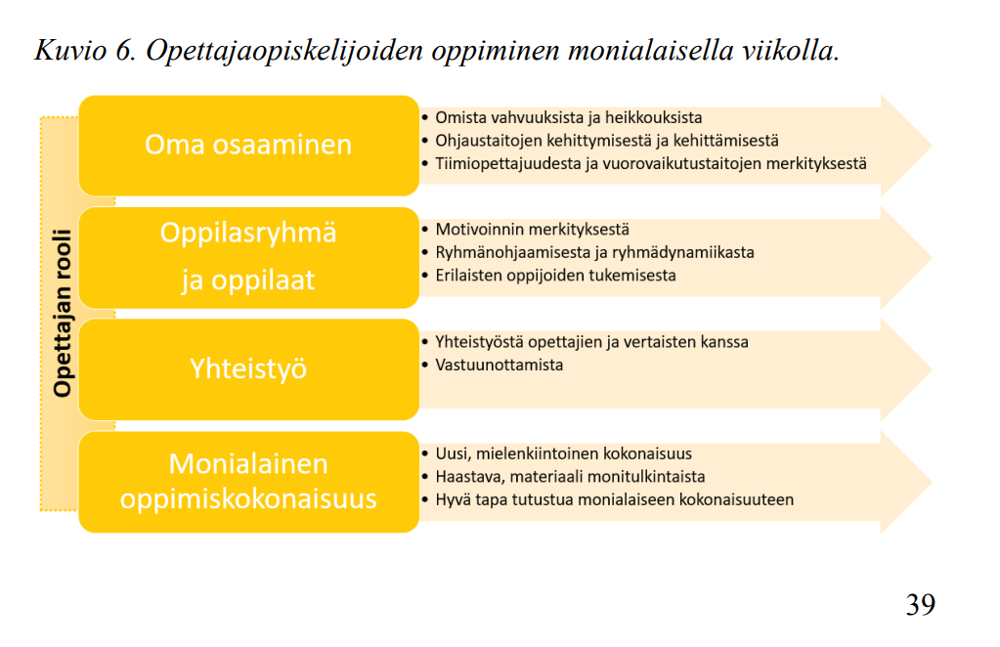 Kuvio 6. Opettajaopiskelijoiden oppiminen monialaisella viikolla.
Opettajan rooli
Oma osaaminen
• Omista vahvuuksista ja heikkouksista
• Ohjaustaitojen kehittymisestä ja kehittämisestä
• Tiimiopettajuudesta ja vuorovaikutustaitojen merkityksestä
Oppilasryhmä
ja oppilaat
• Motivoinnin merkityksestä
• Ryhmänohjaamisesta ja ryhmädynamiikasta
• Erilaisten oppijoiden tukemisesta
Yhteistyö
• Yhteistyöstä opettajien ja vertaisten kanssa
• Vastuunottamista
Monialainen
oppimiskokonaisuus
• Uusi, mielenkiintoinen kokonaisuus
• Haastava, materiaali monitulkintaista
• Hyvä tapa tutustua monialaiseen kokonaisuuteen
39